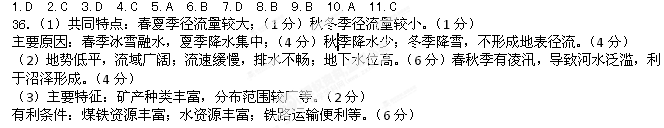 1.D 2.C 3.D 4.C 5.A 6.B 7.D 8.B 9.B 10.A 11.C
36.（1）共同特点：春夏季径流量较大；（1分）秋冬季径流量较小。（1分）
主要原因：春季冰雪融水，夏季降水集中；（4分）秋季降水少；冬季降雪，不形成地表径流。（4分）
（2）地势低平，流域广阔；流速缓慢，排水不畅；地下水位高。（6分）春秋季有凌汛，导致河水泛滥，利
于沼泽形成。（4分）
（3）主要特征：矿产种类丰富，分布范围较广等。（2分）
有利条件：煤铁资源丰富；水资源丰富；铁路运输便利等。（6分）